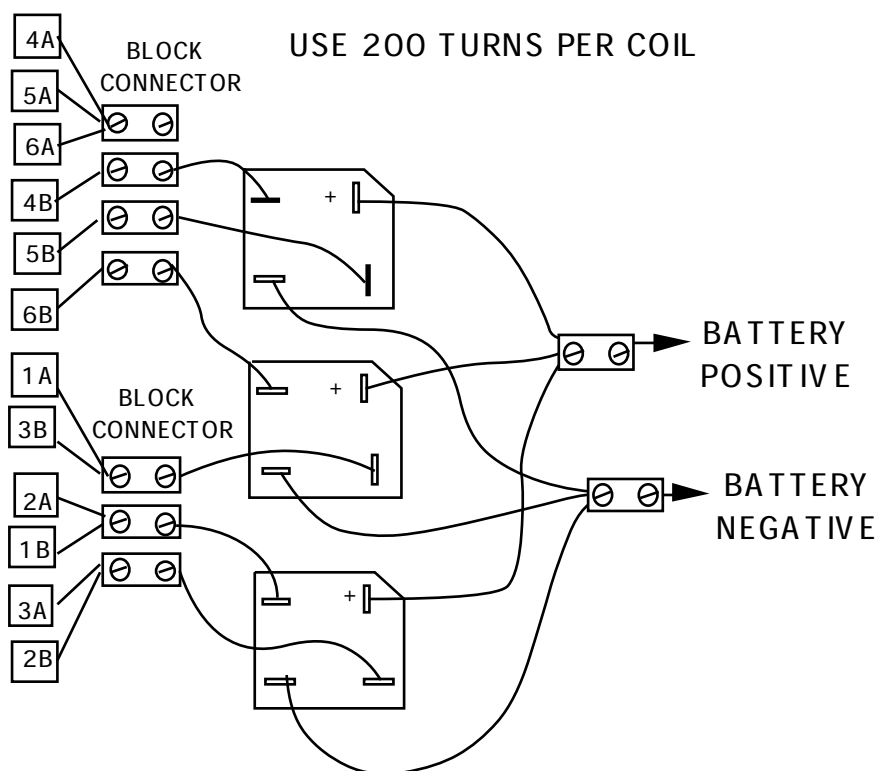 USE 200 TURNS PER COIL
BLOCK
CONNECTOR
4A
5A
6A
4B
5B
6B
+
BATTERY
POSITIVE
1A
3B
BLOCK
CONNECTOR
+
2A
1B
BATTERY
NEGATIVE
3A
2B
+